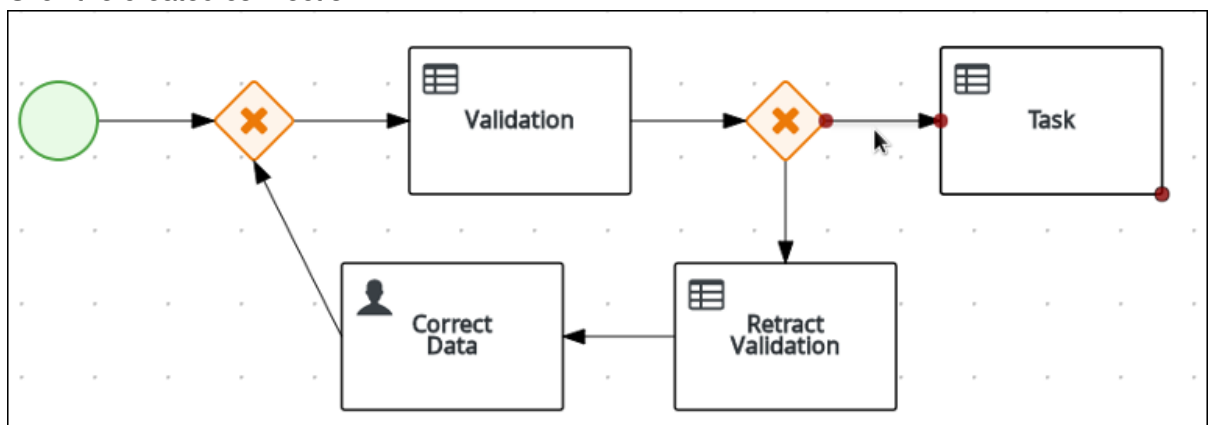 Validation
Task
Correct
Data
Retract
Validation